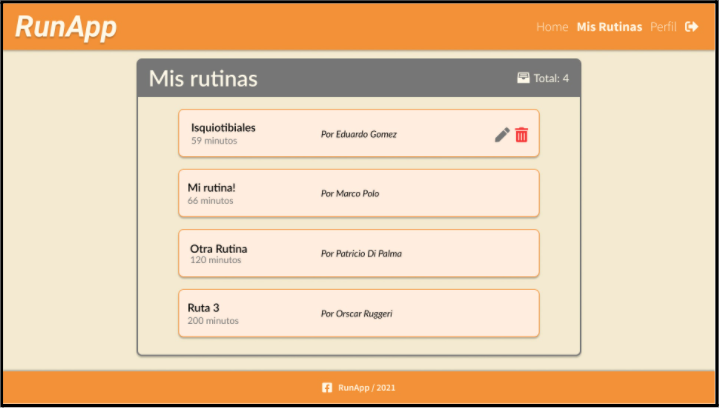 RunApp
Home Mis Rutinas Perfil
Mis rutinas Total: 4
Isquiotibiales
59 minutos
Por Eduardo Gomez
Mi rutina!
66 minutos
Por Marco Polo
Otra Rutina
120 minutos
Por Patricio Di Palma
Ruta 3
200 minutos
Por Orscar Ruggeri
RunApp / 2021